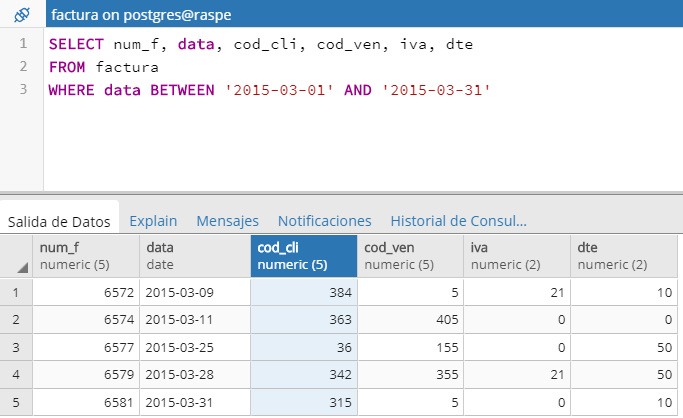 factura on postgres@raspe
1 SELECT num_f, data, cod_cli, cod_ven, iva, dte
2 FROM factura
3 WHERE data BETWEEN '2015-03-01' AND '2015-03-31'
Salida de Datos Explain Mensajes Notificaciones Historial de Consul...
num_f data cod_cli cod_ven iva dte
numeric (5) date numeric (5) numeric (5) numeric (2) numeric (2)
1 6572 2015-03-09 384 5 21 10
2 6574 2015-03-11 363 405 0 0
3 6577 2015-03-25 36 155 0 50
4 6579 2015-03-28 342 355 21 50
5 6581 2015-03-31 315 5 0 10